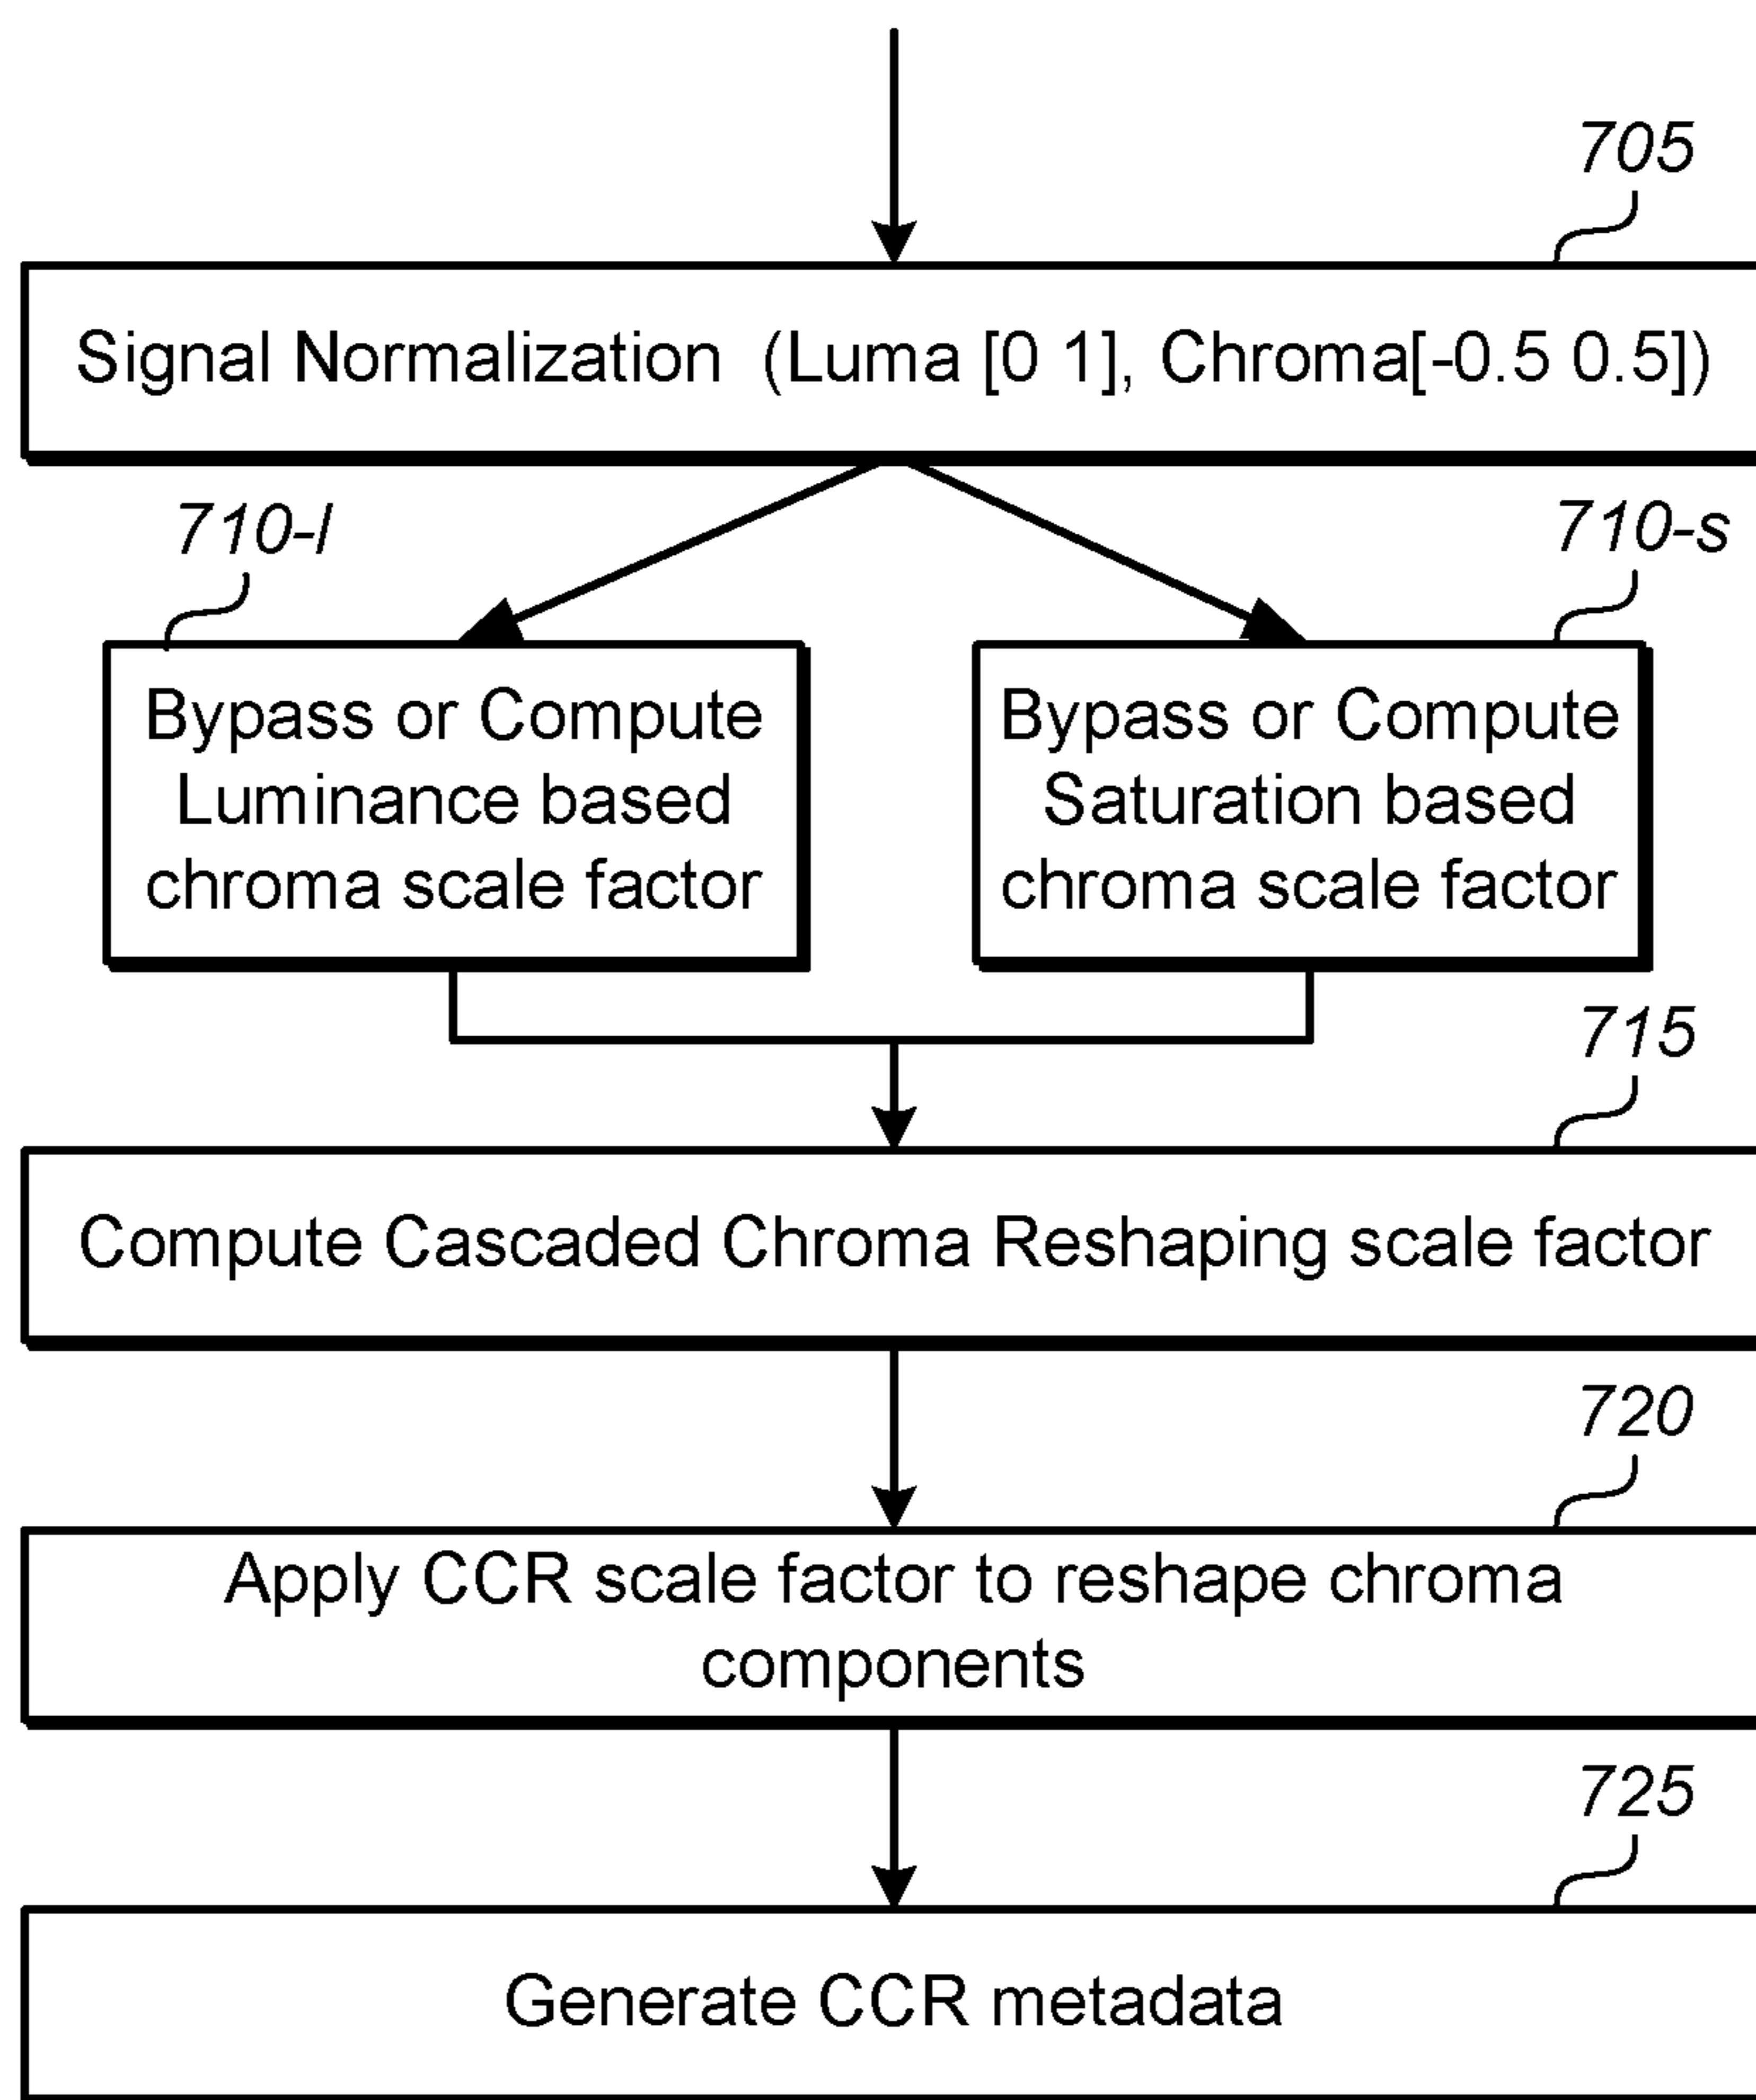 705
Signal Normalization (Luma [0 1], Chroma[-0.5 0.5])
710-l
710-s
Bypass or Compute
Luminance based
chroma scale factor
Bypass or Compute
Saturation based
chroma scale factor
715
Compute Cascaded Chroma Reshaping scale factor
720
Apply CCR scale factor to reshape chroma
components
725
Generate CCR metadata